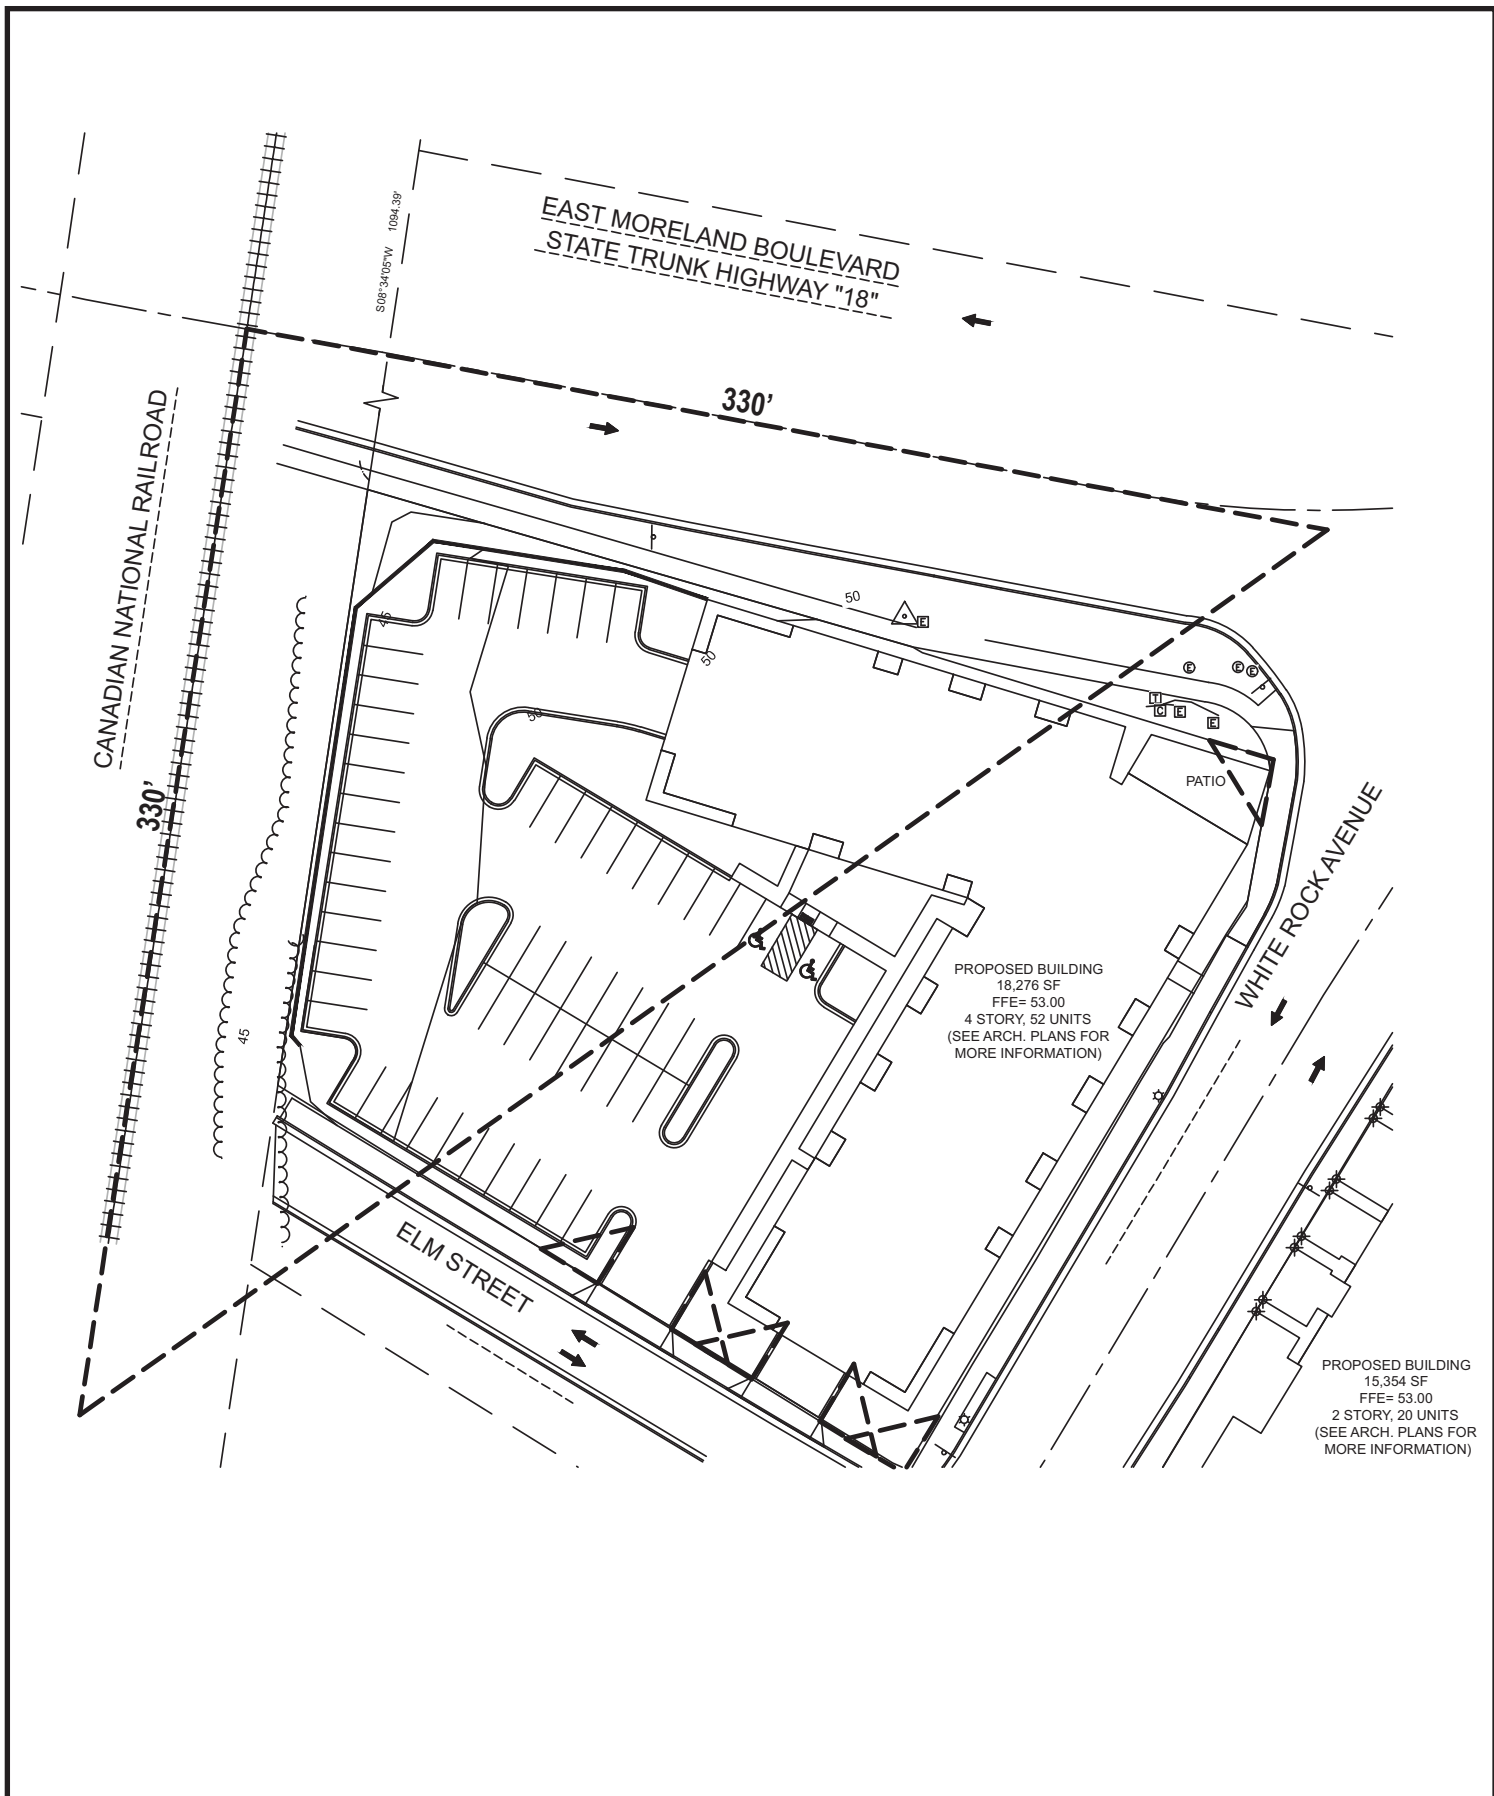 S08°34'05"W 1094.39'
EAST MORELAND BOULEVARD
STATE TRUNK HIGHWAY "18"
330'
CANADIAN NATIONAL RAILROAD
330'
45
50
50
50
E
E
E
E
T
C
E
E
PATIO
WHITE ROCK AVENUE
PROPOSED BUILDING
18,276 SF
FFE= 53.00
4 STORY, 52 UNITS
(SEE ARCH. PLANS FOR
MORE INFORMATION)
45
ELM STREET
PROPOSED BUILDING
15,354 SF
FFE= 53.00
2 STORY, 20 UNITS
(SEE ARCH. PLANS FOR
MORE INFORMATION)